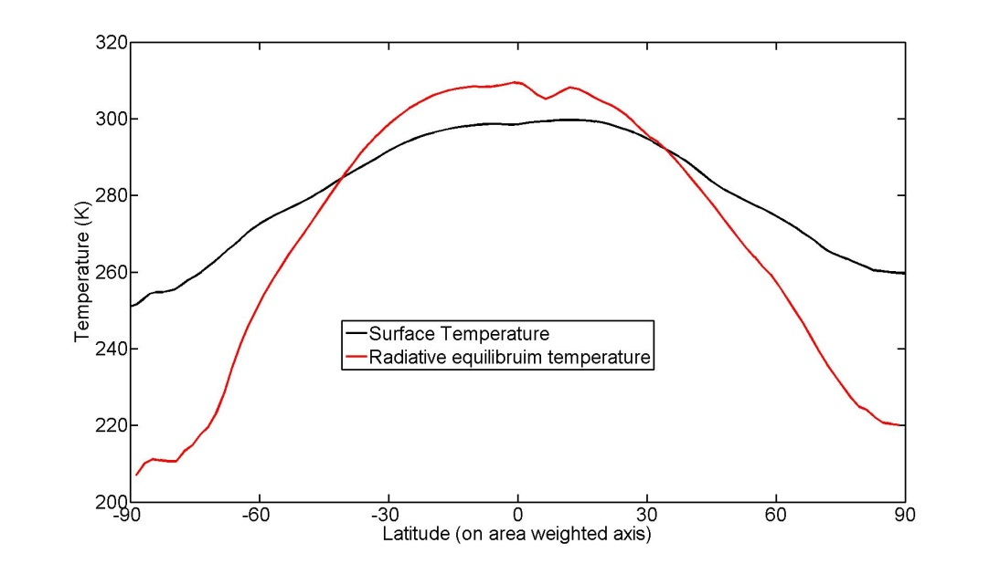 320
300
280
260
240
220
200
Temperature (K)
Surface Temperature
Radiative equilibruim temperature
-90 -60 -30 0 30 60 90
Latitude (on area weighted axis)